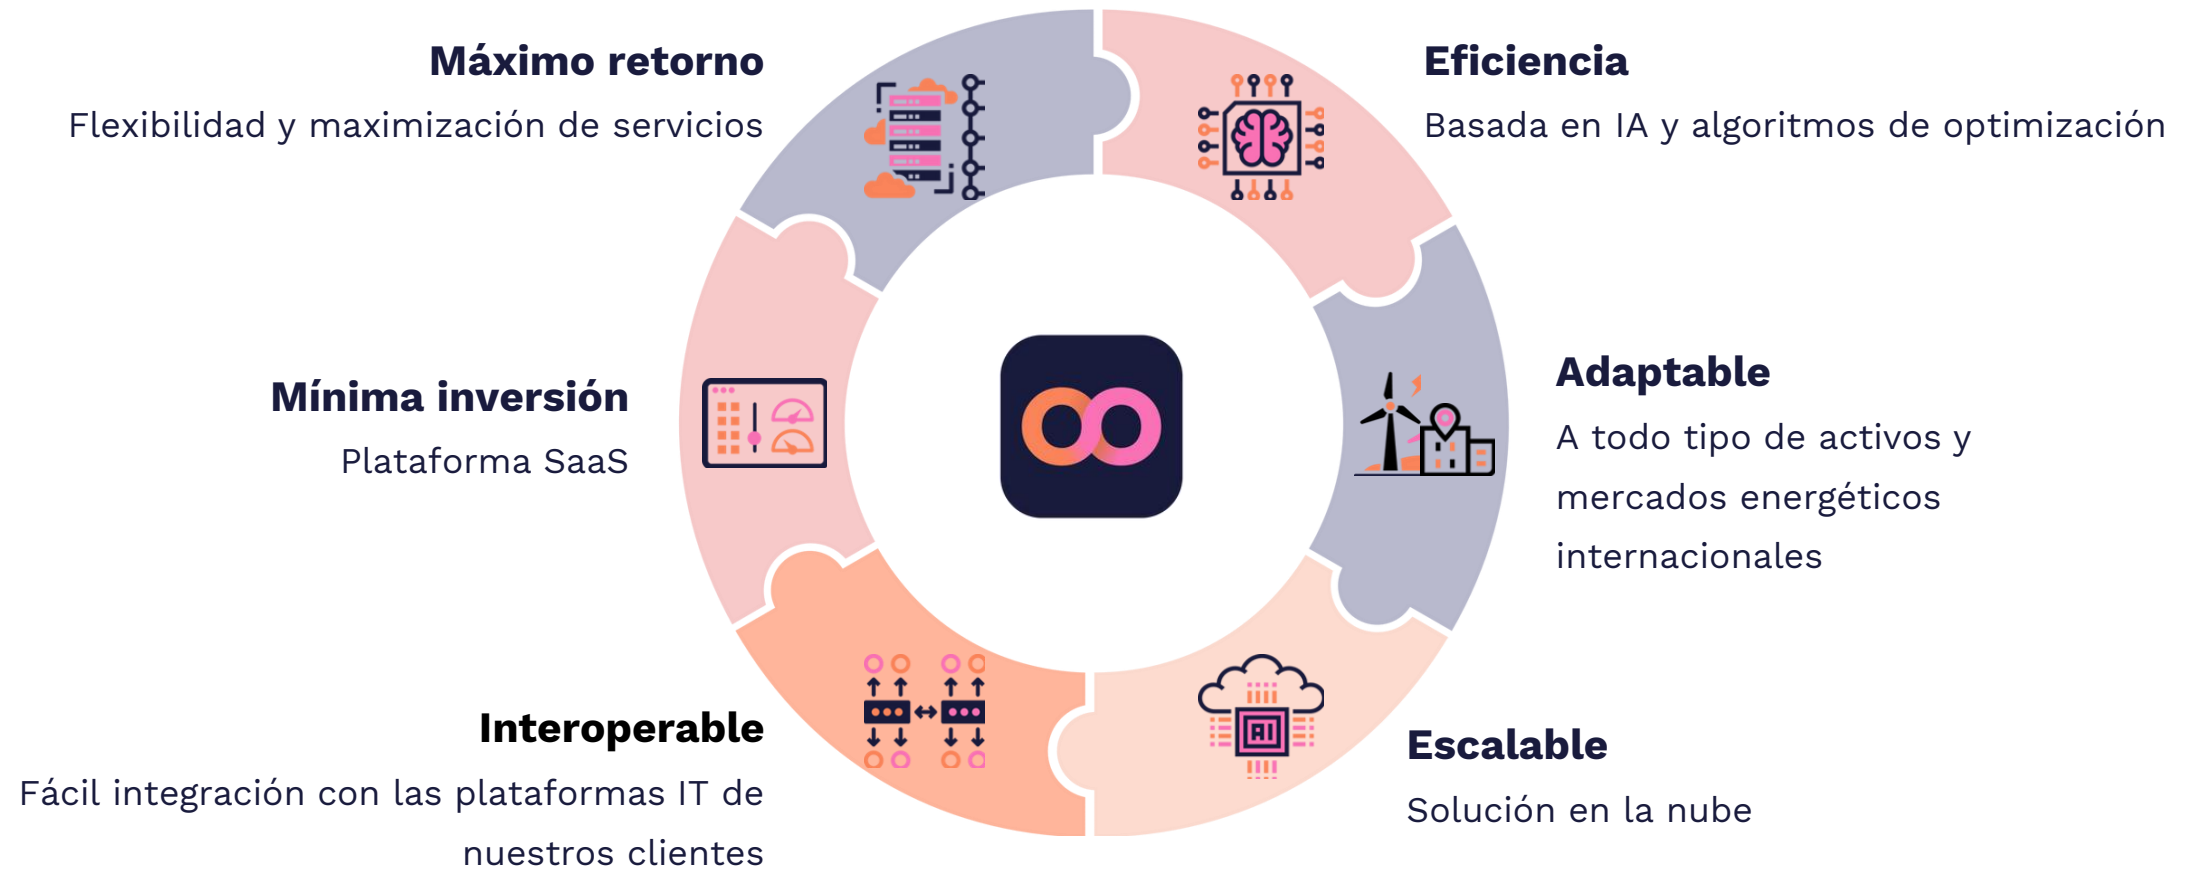 Máximo retorno
Flexibilidad y maximización de servicios
Eficiencia
Basada en IA y algoritmos de optimización
Mínima inversión
Plataforma SaaS
Adaptable
A todo tipo de activos y
mercados energéticos
internacionales
Interoperable
Fácil integración con las plataformas IT de
nuestros clientes
AI
Escalable
Solución en la nube